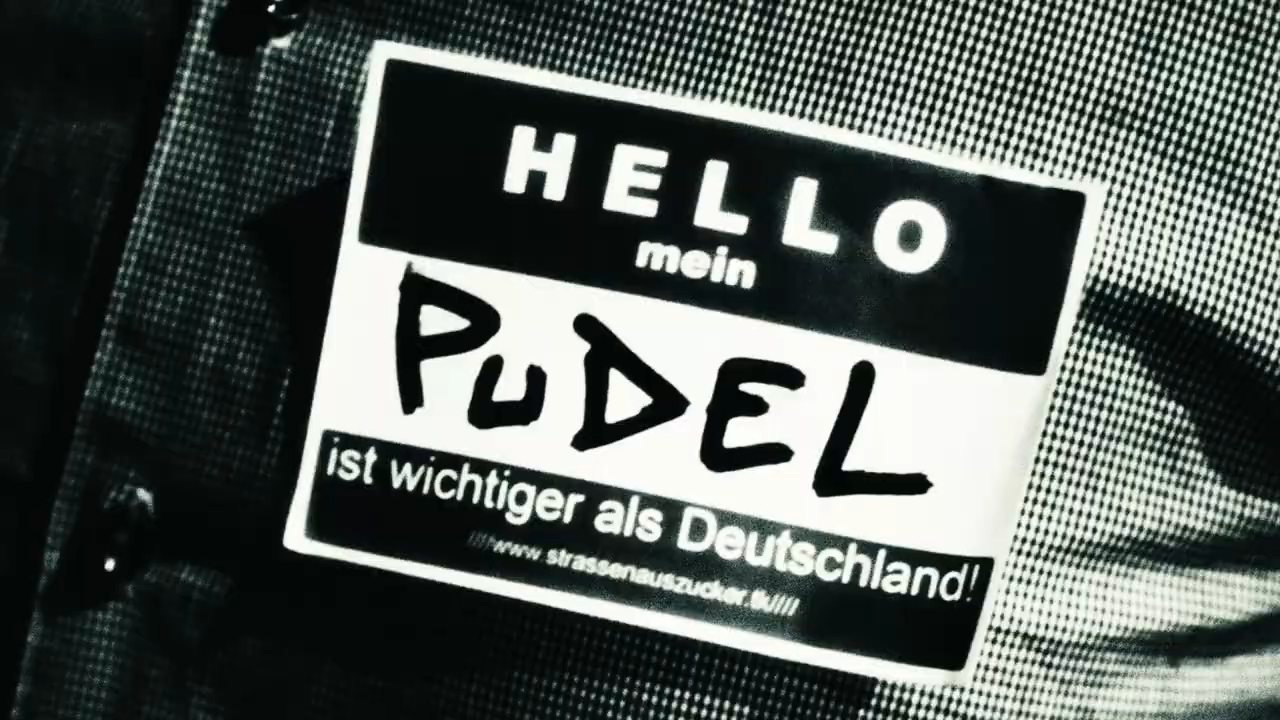 HELLO
mein
PuDEL
ist wichtiger als Deutschland!
////www.strassenauszucker.tk////